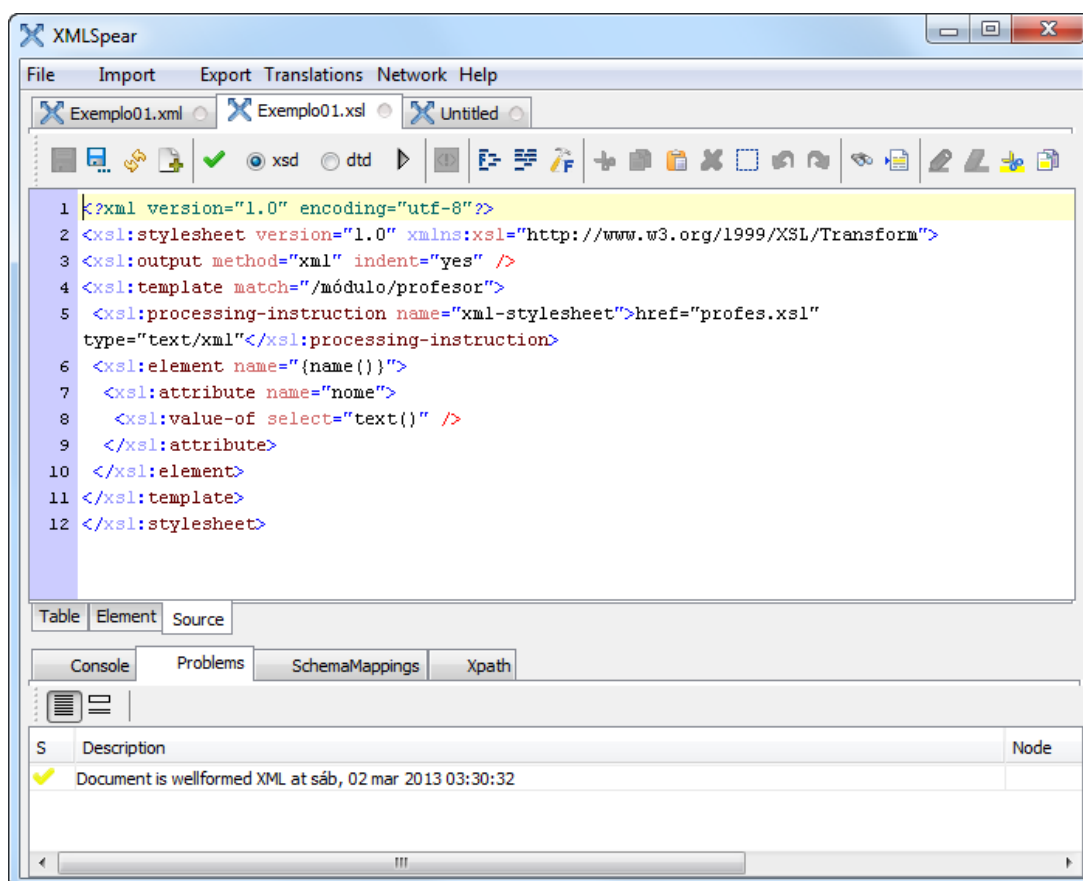 XMLSpear
File Import Export Translations Network Help
Exemplo01.xml Exemplo01.xsl Untitled
xsd dtd
1 <?xml version="1.0" encoding="utf-8"?>
2 <xsl:stylesheet version="1.0" xmlns:xsl="http://www.w3.org/1999/XSL/Transform">
3 <xsl:output method="xml" indent="yes" />
4 <xsl:template match="/módulo/profesor">
5 <xsl:processing-instruction name="xml-stylesheet">href="profes.xsl"
type="text/xml"</xsl:processing-instruction>
6 <xsl:element name="{name()}">
7 <xsl:attribute name="nome">
8 <xsl:value-of select="text()" />
9 </xsl:attribute>
10 </xsl:element>
11 </xsl:template>
12 </xsl:stylesheet>
Table Element Source
Console Problems SchemaMappings Xpath
S Description Node
Document is wellformed XML at sáb, 02 mar 2013 03:30:32